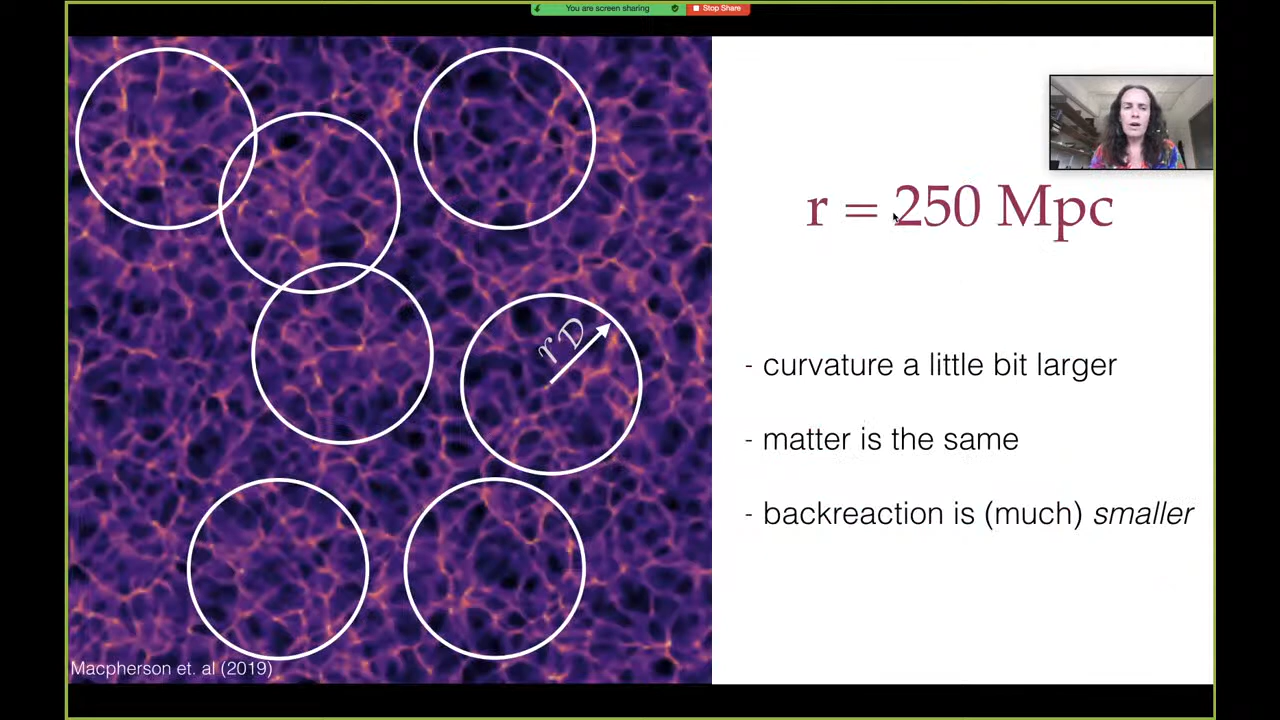 You are screen sharing
Stop Share
r = 250 Mpc
r D
- curvature a little bit larger
- matter is the same
- backreaction is (much) smaller
Macpherson et. al (2019)